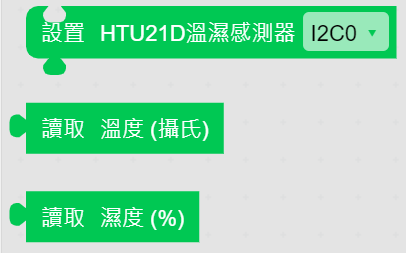 設置 HTU21D溫濕感測器 I2C0
讀取 溫度 (攝氏)
讀取 濕度 (%)